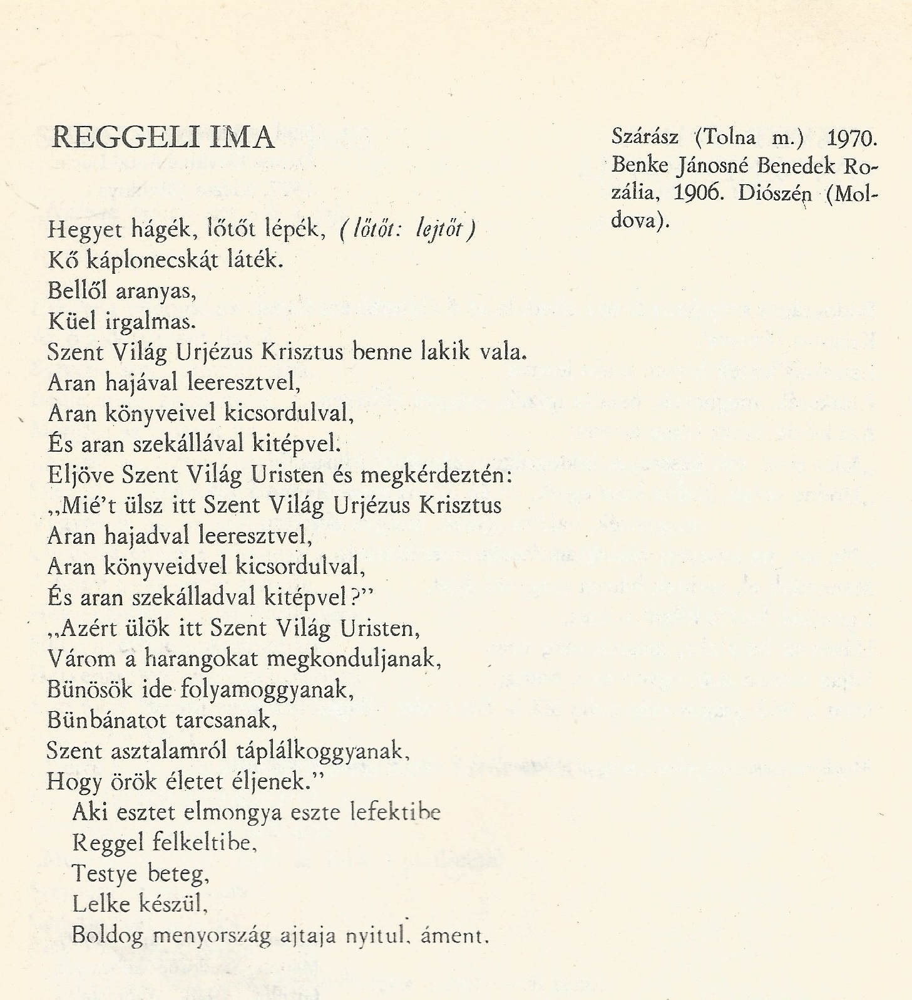 REGGELI IMA
Szárász (Tolna m.) 1970.
Benke Jánosné Benedek Ro-
zália, 1906. Diószén (Mol-
dova).
Hegyet hágék, lőtőt lépék, (lőtőt: lejtőt)
Kő káplonecskát láték.
Bellől aranyas,
Küel irgalmas.
Szent Világ Urjézus Krisztus benne lakik vala.
Aran hajával leeresztvel,
Aran könyveivel kicsordulval,
És aran szekállával kitépvel.
Eljöve Szent Világ Uristen és megkérdeztén:
„Mié’t ülsz itt Szent Világ Urjézus Krisztus
Aran hajadval leeresztvel,
Aran könyveidvel kicsordulval,
És aran szekálladval kitépvel?”
„Azért ülök itt Szent Világ Uristen,
Várom a harangokat megkonduljanak,
Bünösök ide folyamoggyanak,
Bünbánatot tarcsanak,
Szent asztalamról táplálkoggyanak,
Hogy örök életet éljenek.”
Aki esztet elmongya eszte lefektibe
Reggel felkeltibe,
Testye beteg,
Lelke készül,
Boldog menyország ajtaja nyitul, áment.